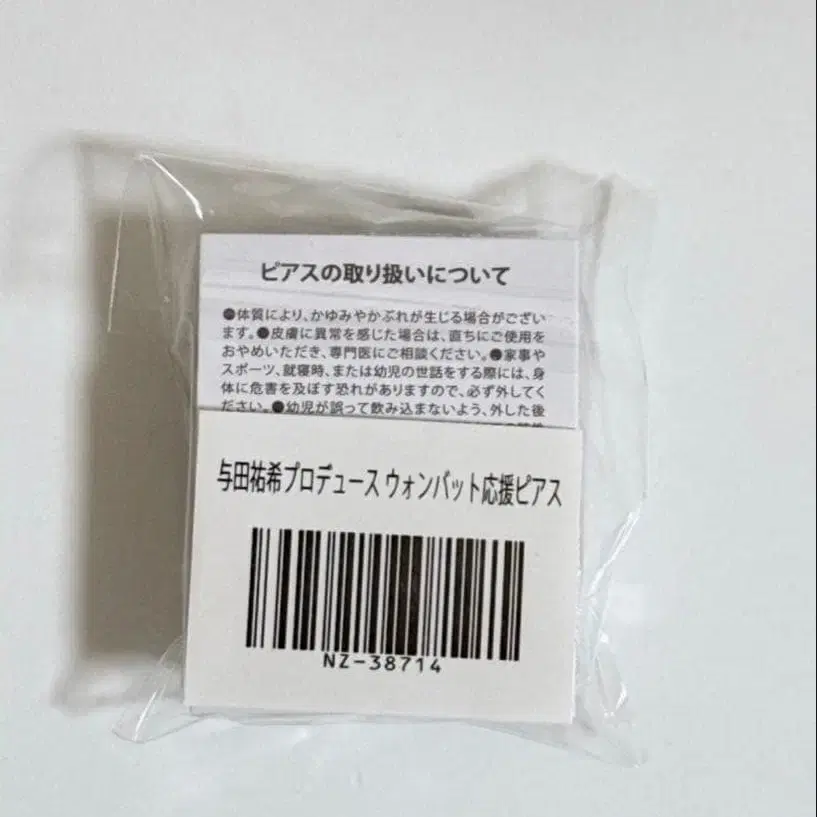 ピアスの取り扱いについて
●体質により、かゆみやかぶれが生じる場合がござい
ます。●皮膚に異常を感じた場合は、直ちにご使用を
おやめいただき、専門医にご相談ください。●家事や
スポーツ、就寝時、または幼児の世話をする際には、身
体に危害を及ぼす恐れがありますので、必ず外してく
ださい。●幼児が誤って飲み込まないよう、外した後
与田祐希プロデュース ウォンバット応援ピアス
NZ-38714